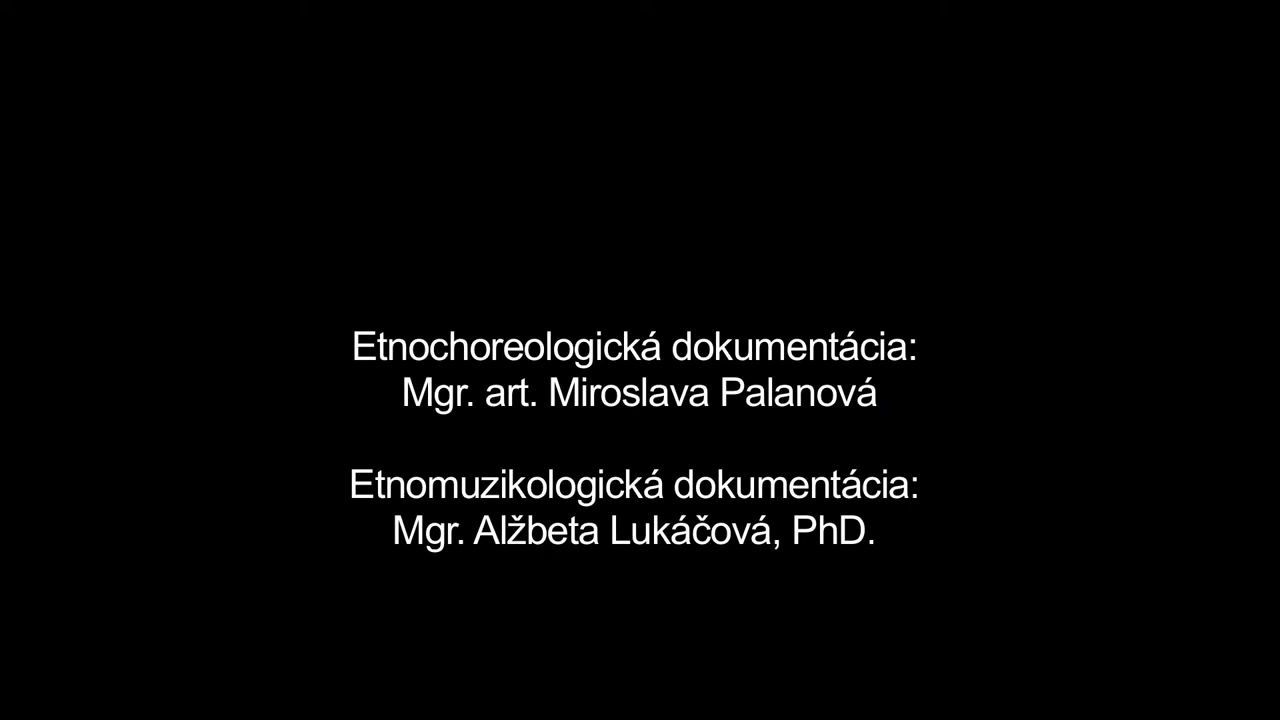 Etnochoreologická dokumentácia:
Mgr. art. Miroslava Palanová
Etnomuzikologická dokumentácia:
Mgr. Alžbeta Lukáčová, PhD.